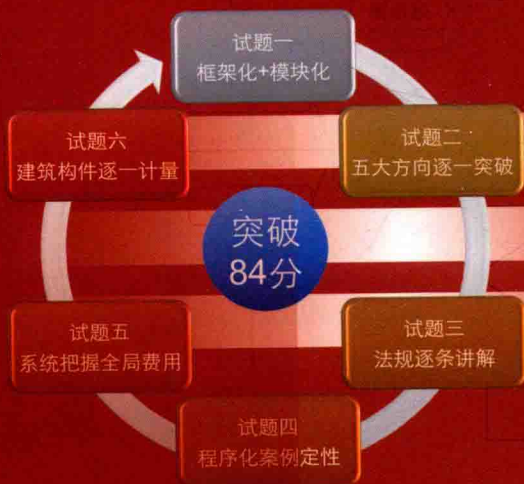 试题一
框架化+模块化
试题二
五大方向逐一突破
试题三
法规逐条讲解
试题四
程序化案例定性
试题五
系统把握全局费用
试题六
建筑构件逐一计量
突破
84分